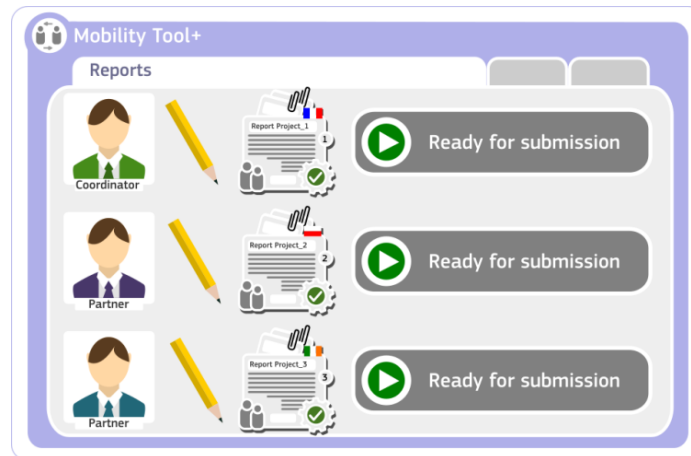 Mobility Tool+
Reports
Coordinator
Report Project_1
1
Ready for submission
Partner
Report Project_2
2
Ready for submission
Partner
Report Project_3
3
Ready for submission